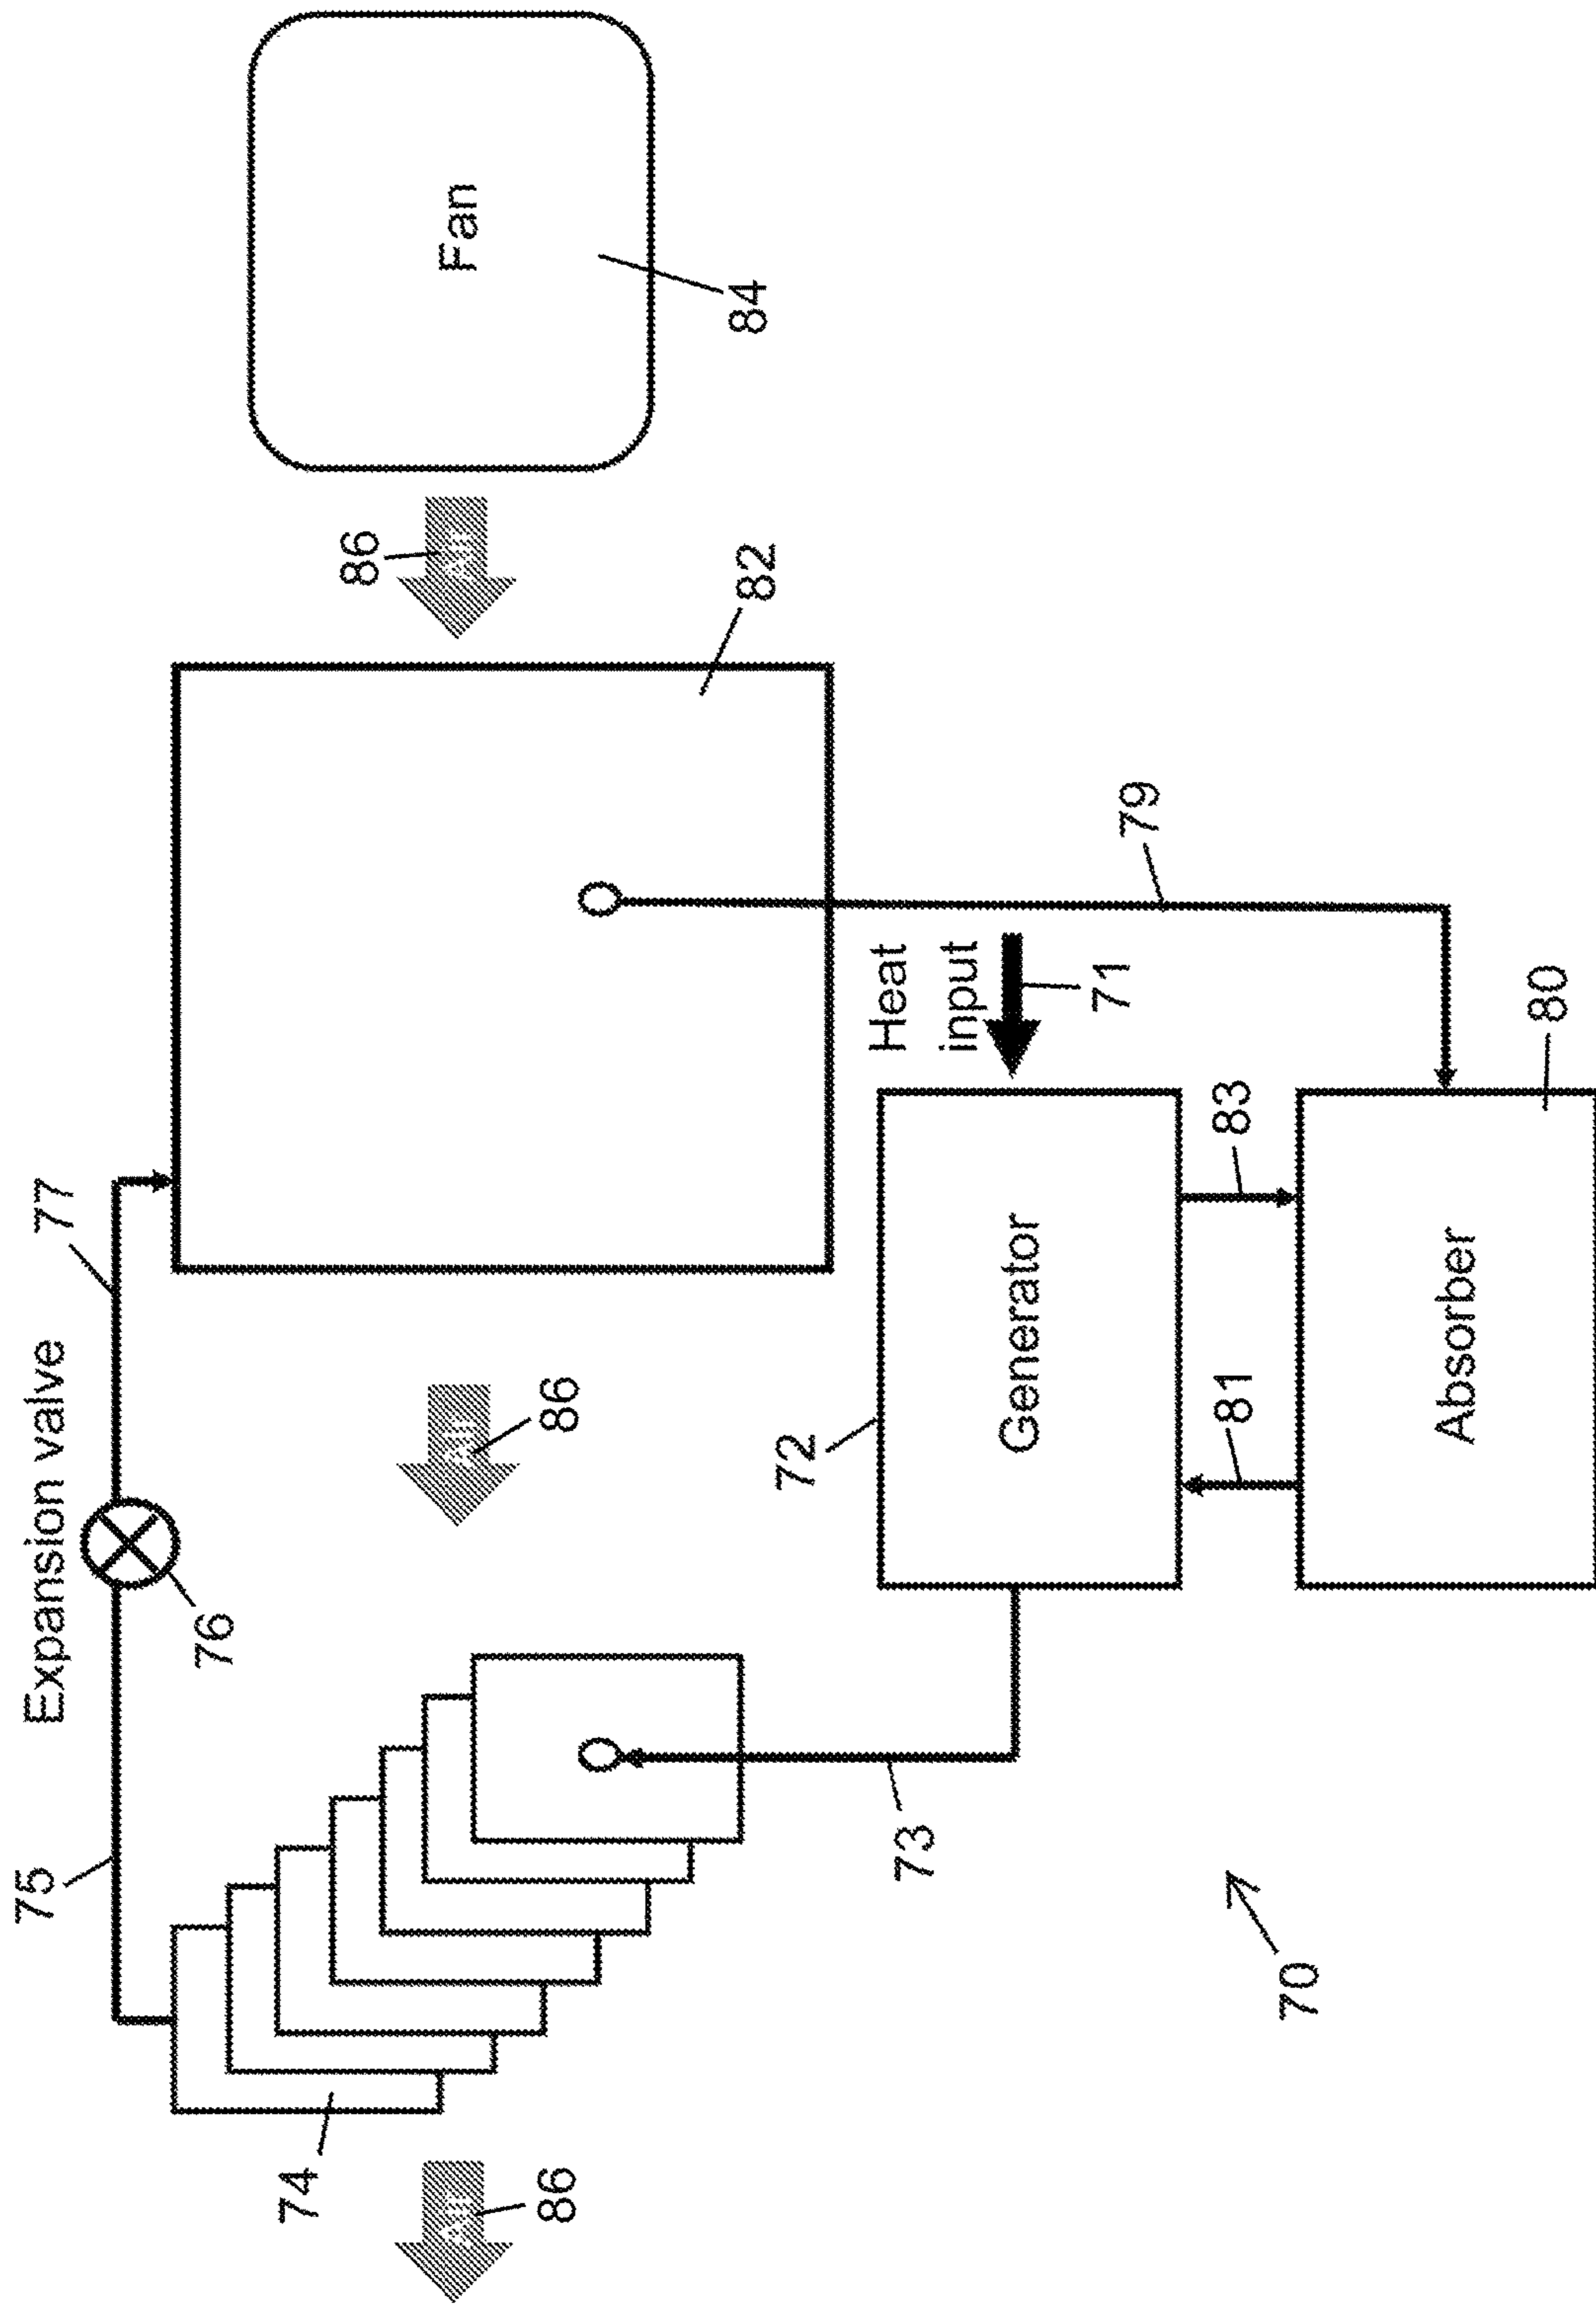 74
86
75
Expansion valve
76
77
73
86
72
Generator
81
83
Absorber
80
Heat
input
71
79
82
86
Air
Fan
84
70